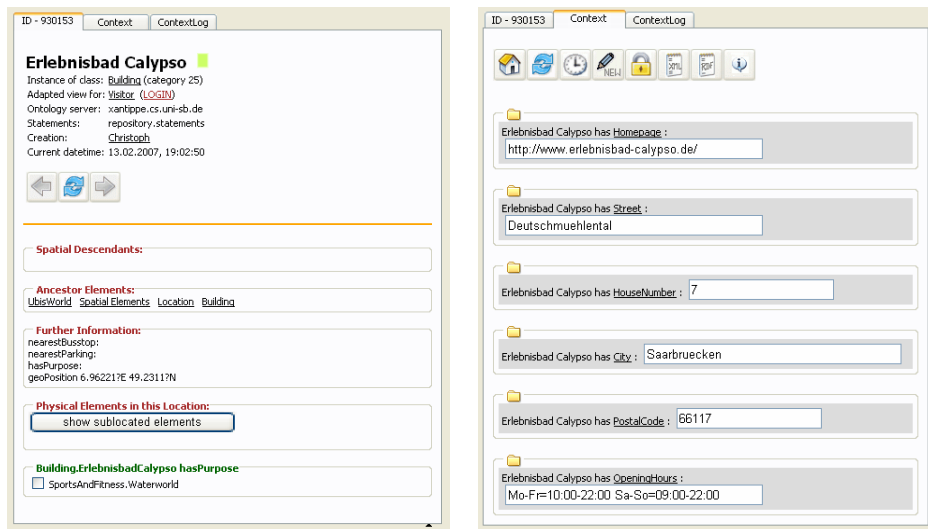 ID - 930153 Context ContextLog
Erlebnisbad Calypso
Instance of class: Building (category 25)
Adapted view for: Visitor (LOGIN)
Ontology server: xantippe.cs.uni-sb.de
Statements: repository.statements
Creation: Christoph
Current datetime: 13.02.2007, 19:02:50
Spatial Descendants:
Ancestor Elements:
UbisWorld Spatial Elements Location Building
Further Information:
nearestBusstop:
nearestParking:
hasPurpose:
geoPosition 6.96221?E 49.2311?N
Physical Elements in this Location:
show sublocated elements
Building.ErlebnisbadCalypso hasPurpose
SportsAndFitness.Waterworld
ID - 930153 Context ContextLog
NEW XML RDF
Erlebnisbad Calypso has Homepage :
http://www.erlebnisbad-calypso.de/
Erlebnisbad Calypso has Street :
Deutschmuehlental
Erlebnisbad Calypso has HouseNumber : 7
Erlebnisbad Calypso has City : Saarbruecken
Erlebnisbad Calypso has PostalCode : 66117
Erlebnisbad Calypso has OpeningHours :
Mo-Fr=10:00-22:00 Sa-So=09:00-22:00